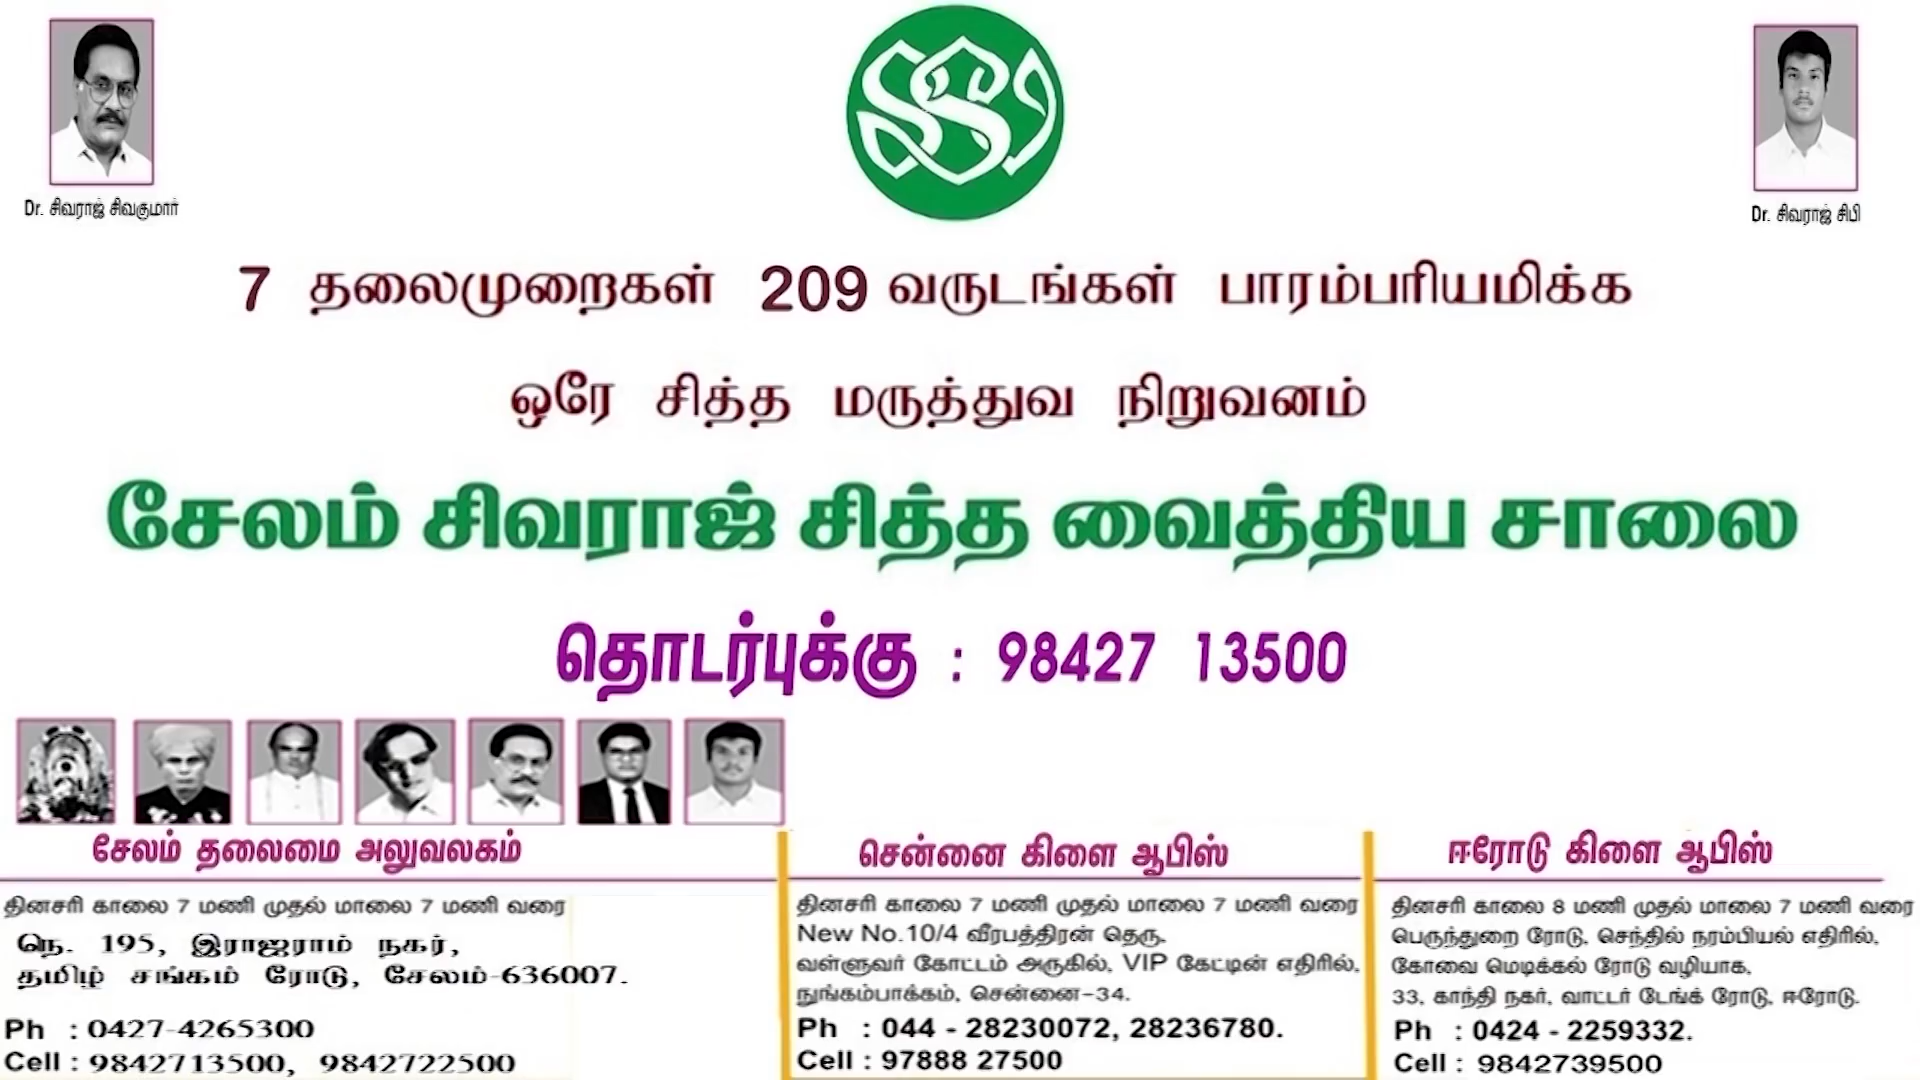 Dr. சிவராஜ் சிவகுமார்
Dr. சிவராஜ் சிபி
7 தலைமுறைகள் 209 வருடங்கள் பாரம்பரியமிக்க
ஒரே சித்த மருத்துவ நிறுவனம்
சேலம் சிவராஜ் சித்த வைத்திய சாலை
தொடர்புக்கு : 98427 13500
சேலம் தலைமை அலுவலகம்
தினசரி காலை 7 மணி முதல் மாலை 7 மணி வரை
நெ. 195, இராஜராம் நகர்,
தமிழ் சங்கம் ரோடு, சேலம்-636007.
Ph : 0427-4265300
Cell : 9842713500, 9842722500
சென்னை கிளை ஆபிஸ்
தினசரி காலை 7 மணி முதல் மாலை 7 மணி வரை
New No.10/4 வீரபத்திரன் தெரு,
வள்ளுவர் கோட்டம் அருகில், VIP கேட்டின் எதிரில்,
நுங்கம்பாக்கம், சென்னை-34.
Ph : 044 - 28230072, 28236780.
Cell : 97888 27500
ஈரோடு கிளை ஆபிஸ்
தினசரி காலை 8 மணி முதல் மாலை 7 மணி வரை
பெருந்துறை ரோடு, செந்தில் நரம்பியல் எதிரில்,
கோவை மெடிக்கல் ரோடு வழியாக,
33, காந்தி நகர், வாட்டர் டேங்க் ரோடு, ஈரோடு.
Ph : 0424 - 2259332.
Cell : 9842739500